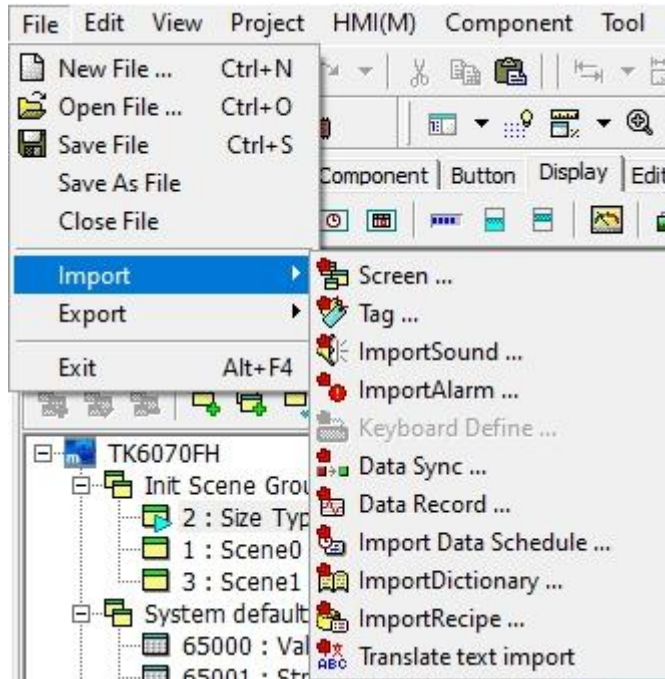 File Edit View Project HMI(M) Component Tool
New File ... Ctrl+N
Open File ... Ctrl+O
Save File Ctrl+S
Save As File
Component Button Display Edit
Close File
Import
Screen ...
Export
Tag ...
ImportSound ...
Exit Alt+F4
ImportAlarm ...
Keyboard Define ...
TK6070FH
Data Sync ...
Init Scene Grou
Data Record ...
2 : Size Typ
1 : Scene0
Import Data Schedule ...
3 : Scene1
ImportDictionary ...
System default
ImportRecipe ...
65000 : Val
Translate text import
65001 : Str